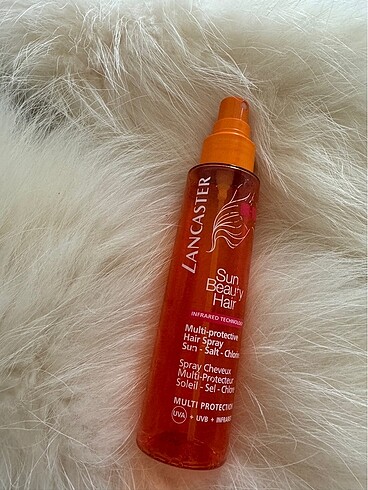 LANCASTER
Sun
Beauty
Hair
INFRARED TECHNOLOGY
Multi-protective
Hair Spray
Sun - Salt - Chlorine
Spray Cheveux
Multi-Protecteur
Soleil - Sel - Chlore
MULTI PROTECTION
UVA + UVB + INFRARED